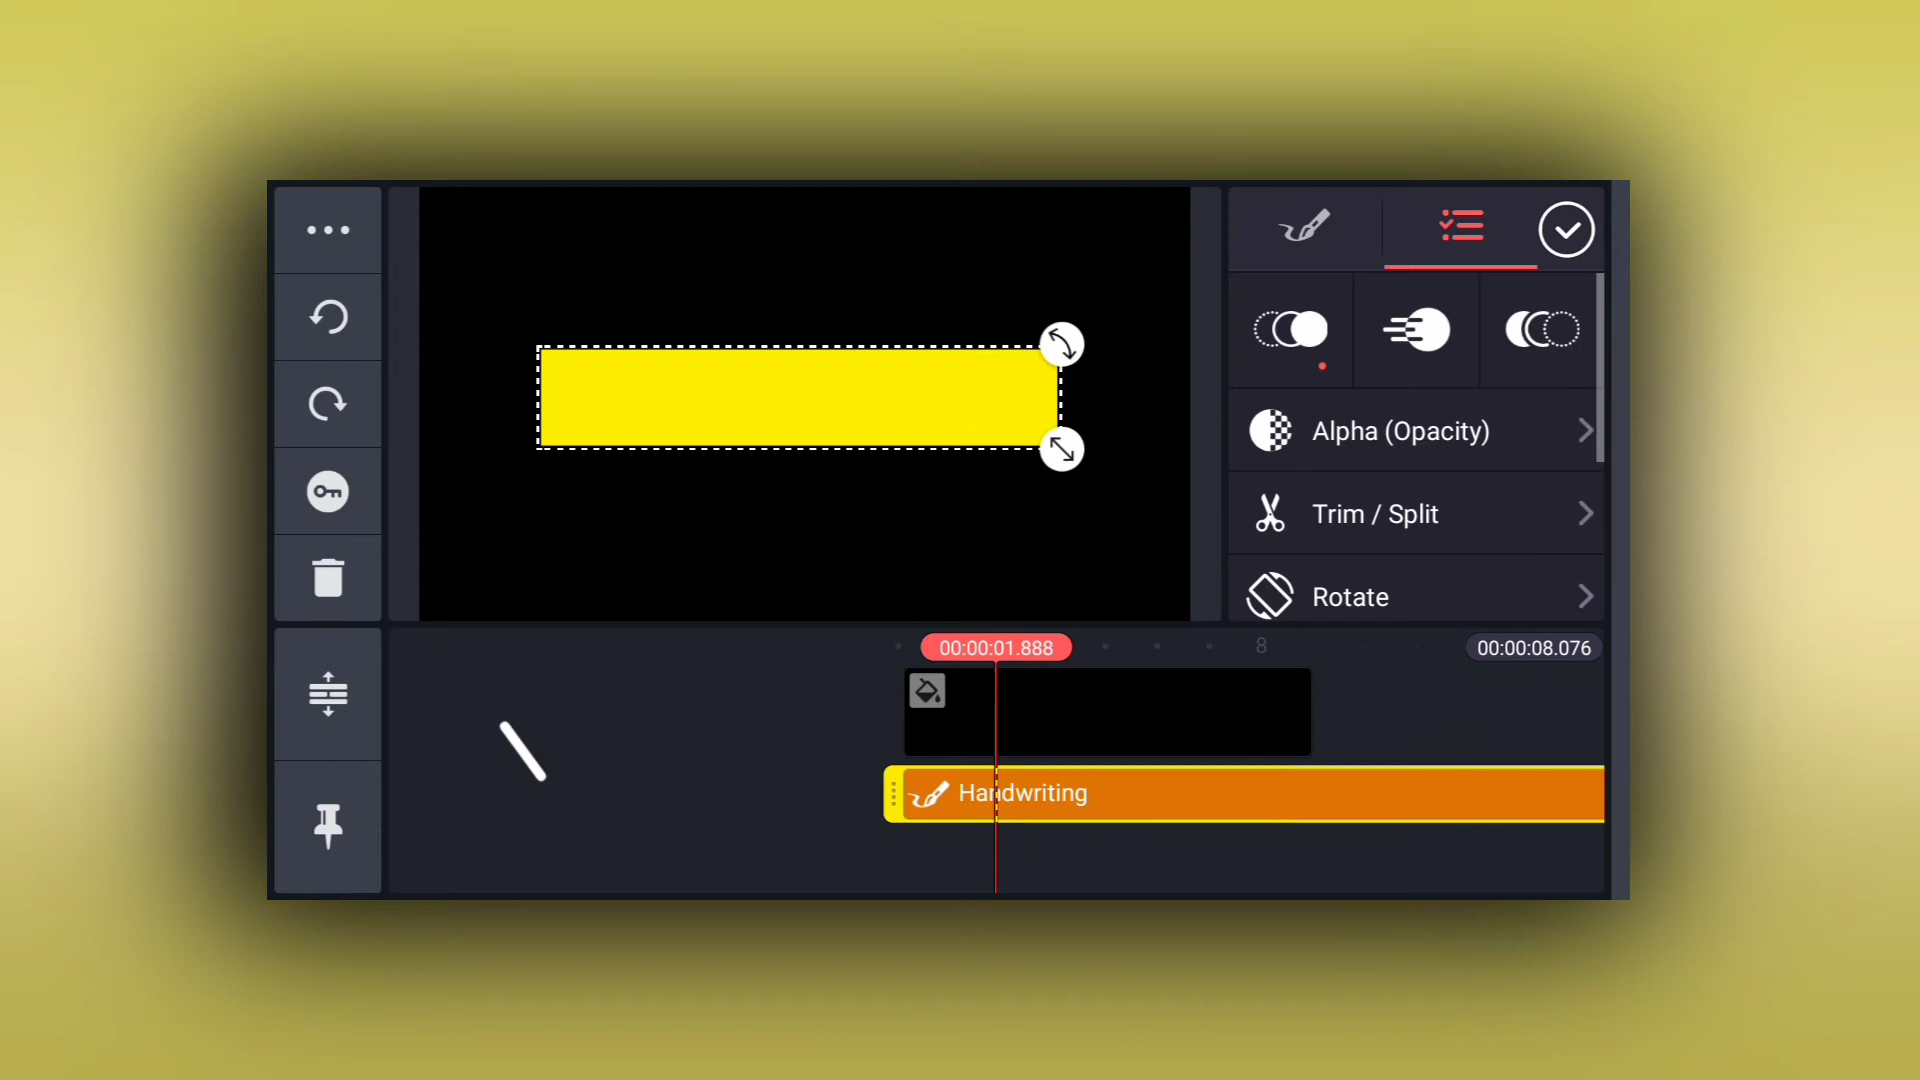 Alpha (Opacity)
Trim / Split
Rotate
00:00:01.888
8
00:00:08.076
Handwriting